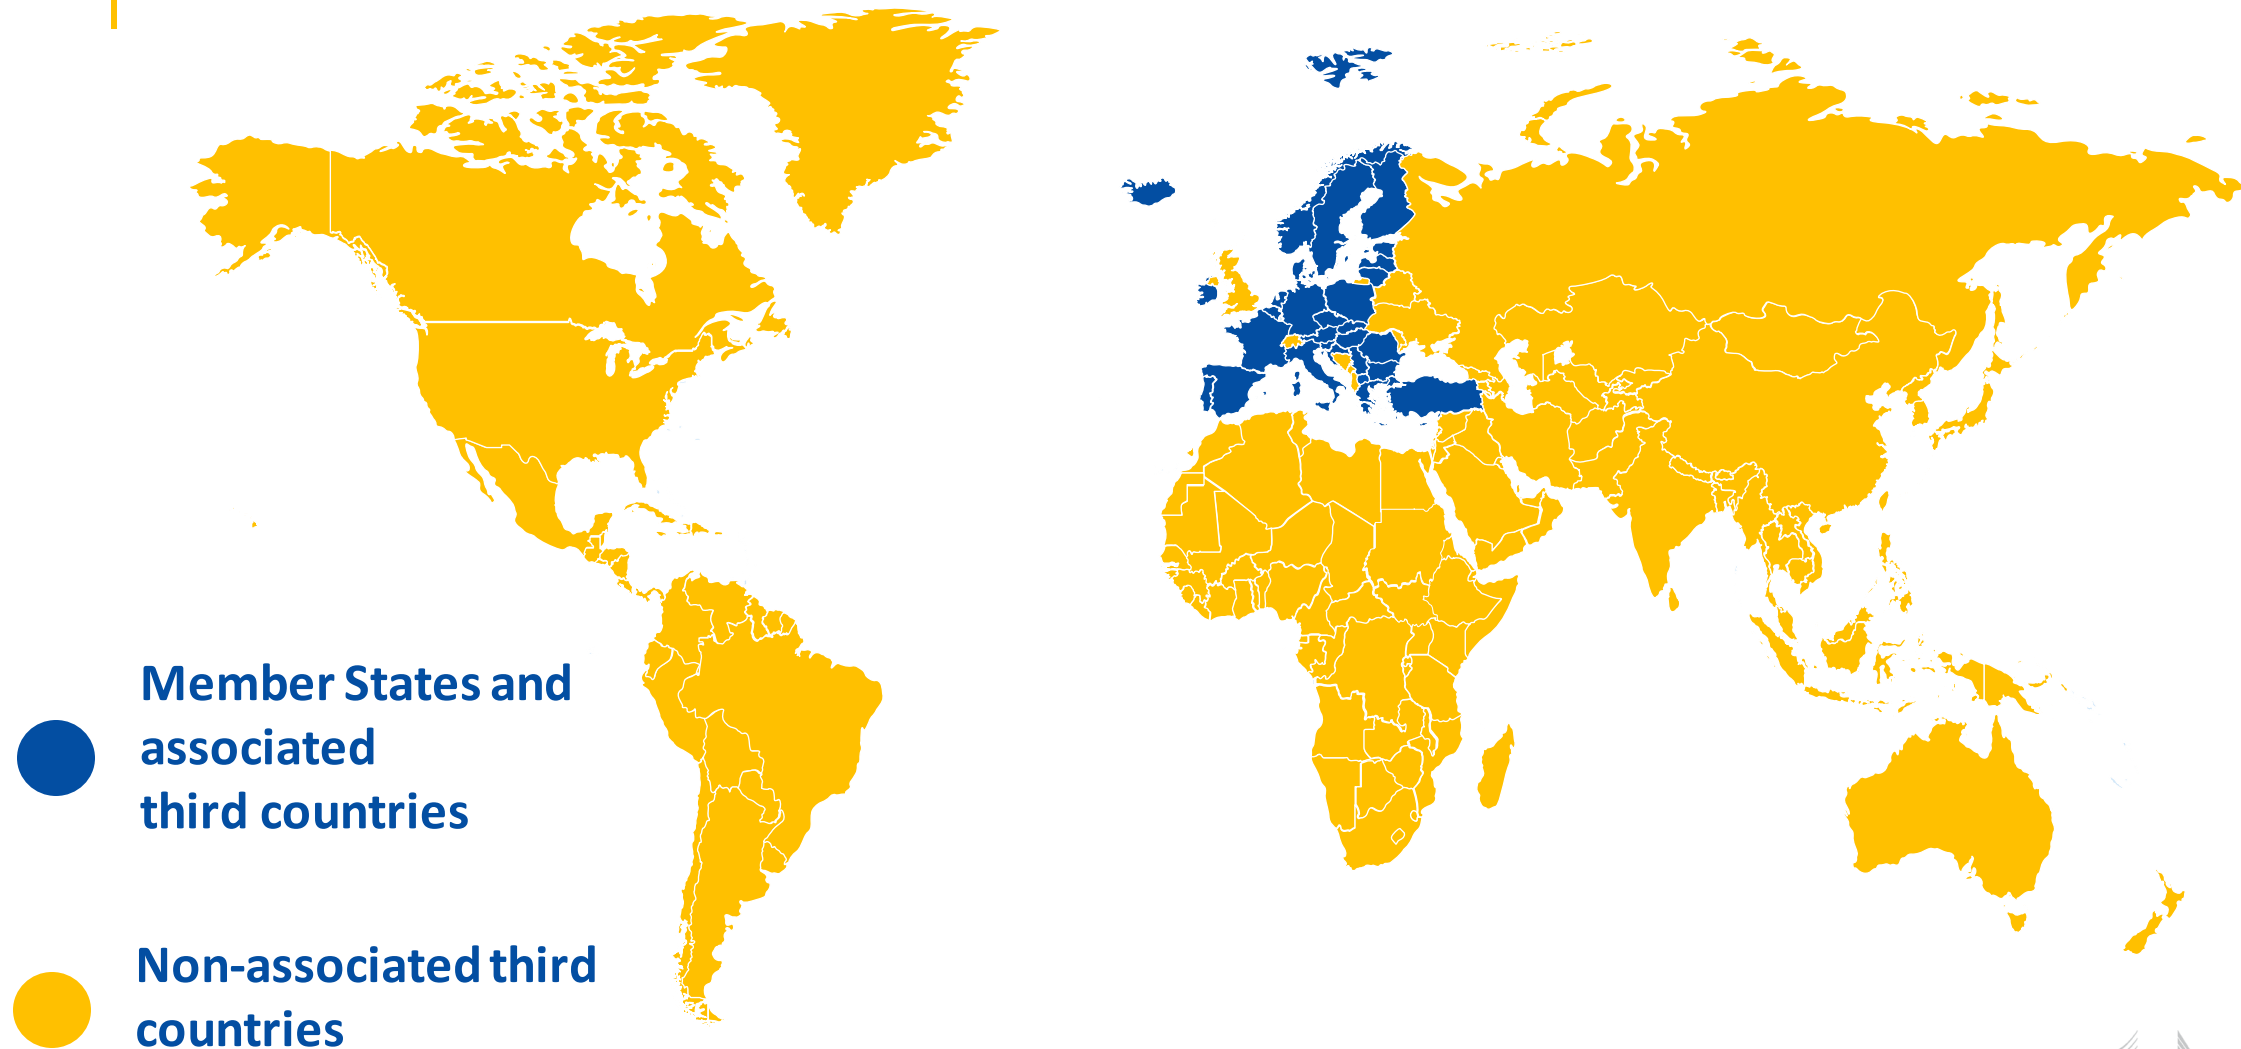 Member States and
associated
third countries
Non-associated third
countries